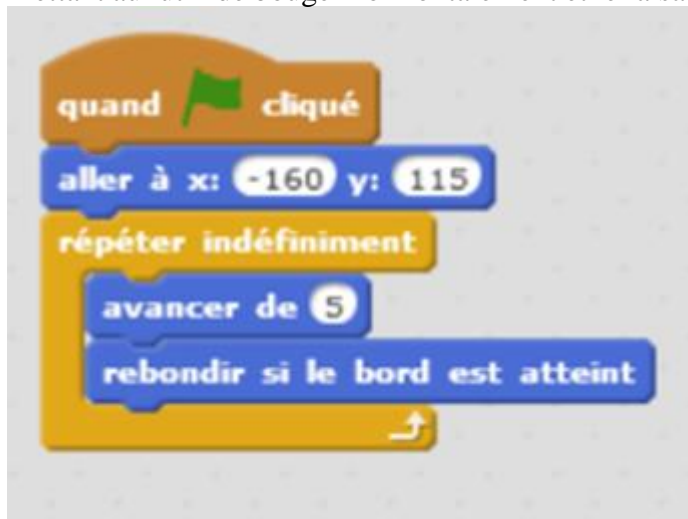 quand cliqué
aller à x: -160 y: 115
répéter indéfiniment
avancer de 5
rebondir si le bord est atteint